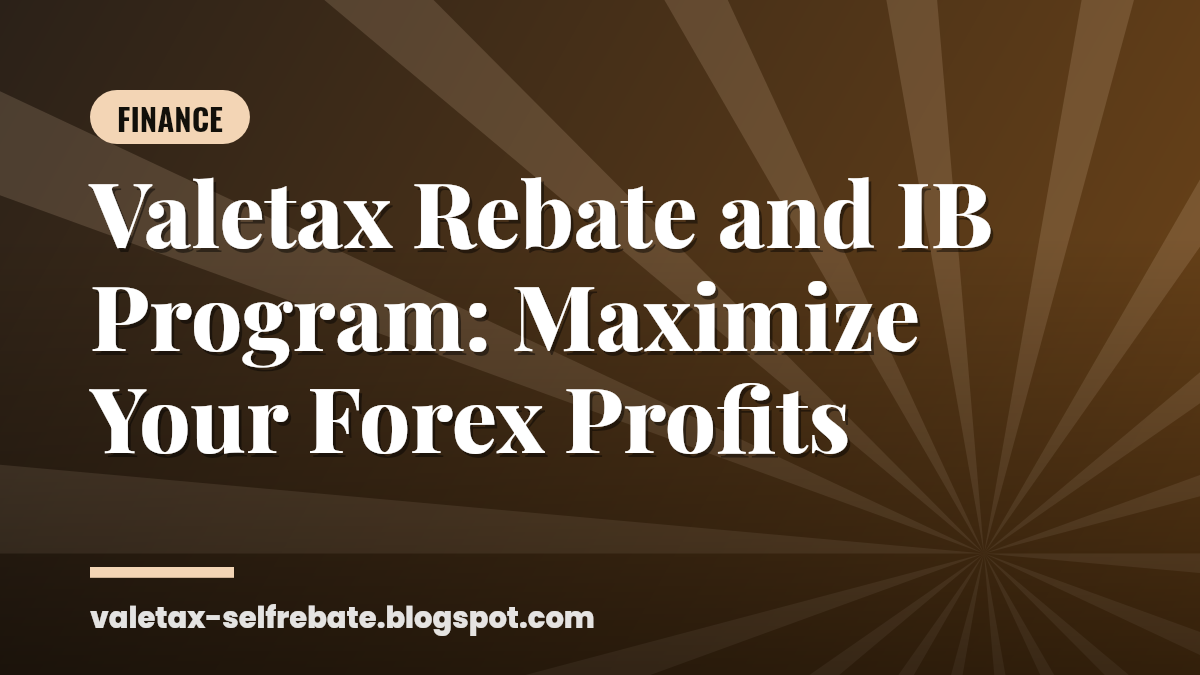 FINANCE
Valetax Rebate and IB
Program: Maximize
Your Forex Profits
valetax-selfrebate.blogspot.com